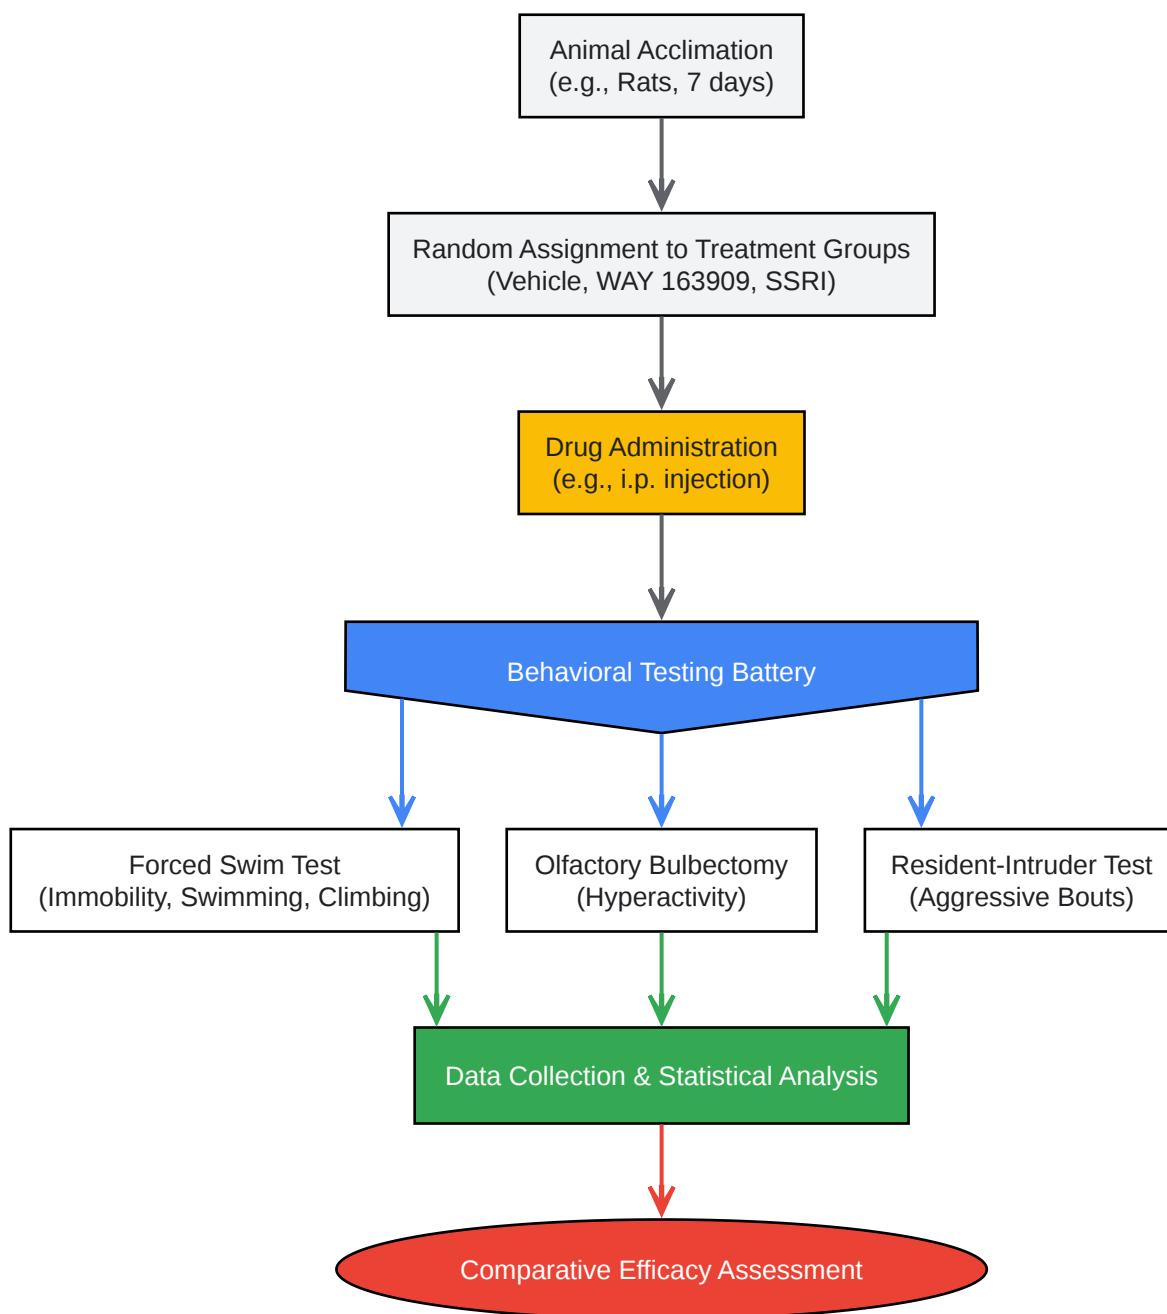 Animal Acclimation
(e.g., Rats, 7 days)
Random Assignment to Treatment Groups
(Vehicle, WAY 163909, SSRI)
Drug Administration
(e.g., i.p. injection)
Behavioral Testing Battery
Forced Swim Test
(Immobility, Swimming, Climbing)
Olfactory Bulbectomy
(Hyperactivity)
Resident-Intruder Test
(Aggressive Bouts)
Data Collection & Statistical Analysis
Comparative Efficacy Assessment